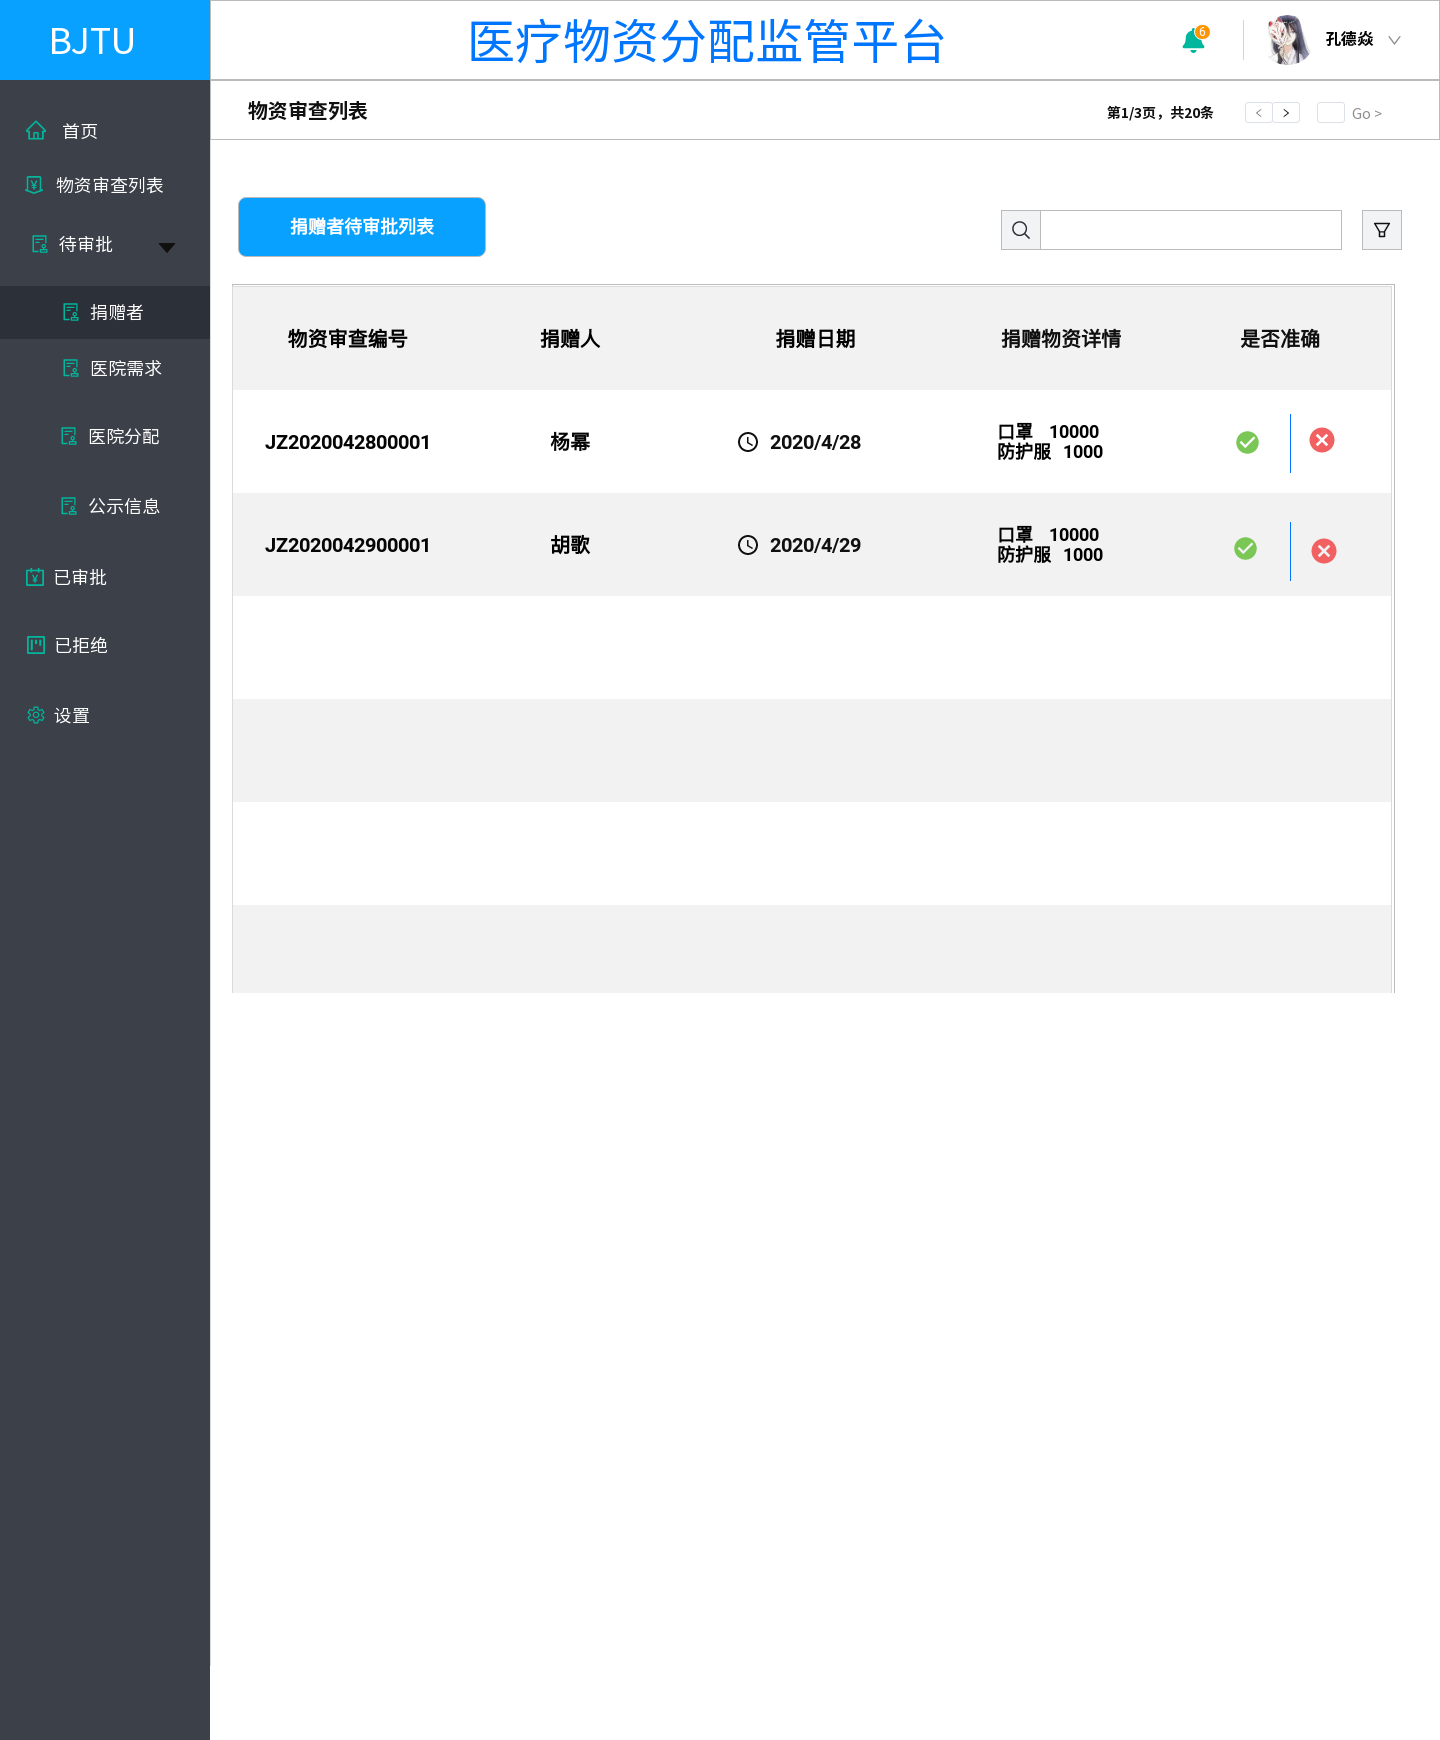 BJTU
医疗物资分配监管平台
6
孔德焱
物资审查列表
第1/3页，共20条
<
>
Go >
首页
物资审查列表
待审批
捐赠者
医院需求
医院分配
公示信息
已审批
已拒绝
设置
捐赠者待审批列表
物资审查编号 捐赠人 捐赠日期 捐赠物资详情 是否准确
JZ2020042800001 杨幂 2020/4/28 口罩 10000
防护服 1000
JZ2020042900001 胡歌 2020/4/29 口罩 10000
防护服 1000